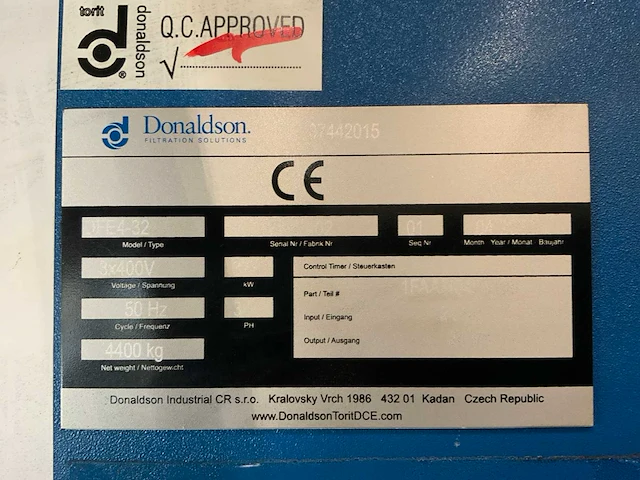 torit
donaldson
®
Q.C.APPROVED
√
Donaldson.
FILTRATION SOLUTIONS
07442015
CE
DFE4-32
01
Model / Type
Serial Nr / Fabrik Nr
Seq Nr
Month Year / Monat Baujahr
3x400V
Voltage / Spannung
kW
Control Timer / Steuerkasten
50 Hz
Cycle / Frequenz
3
PH
Part / Teil #
Input / Eingang
Output / Ausgang
4400 kg
Net weight / Nettogewicht
Donaldson Industrial CR s.r.o. Kralovsky Vrch 1986 432 01 Kadan Czech Republic
www.DonaldsonToritDCE.com